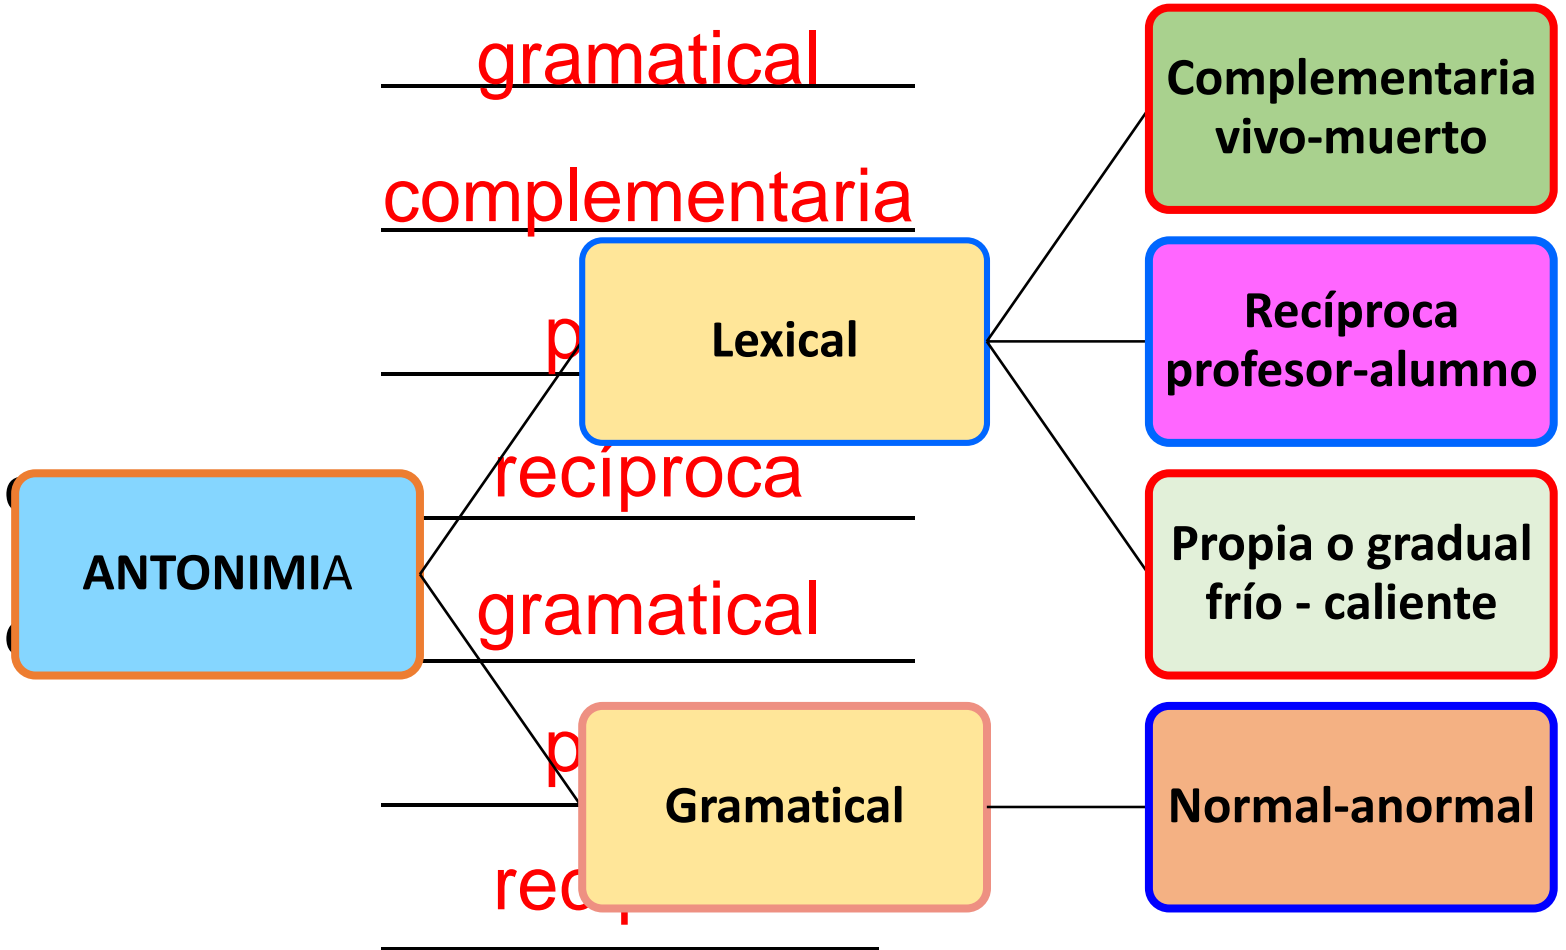 gramatical
complementaria
recíproca
gramatical
ANTONIMIA
Lexical
Gramatical
Complementaria
vivo-muerto
Recíproca
profesor-alumno
Propia o gradual
frío - caliente
Normal-anormal